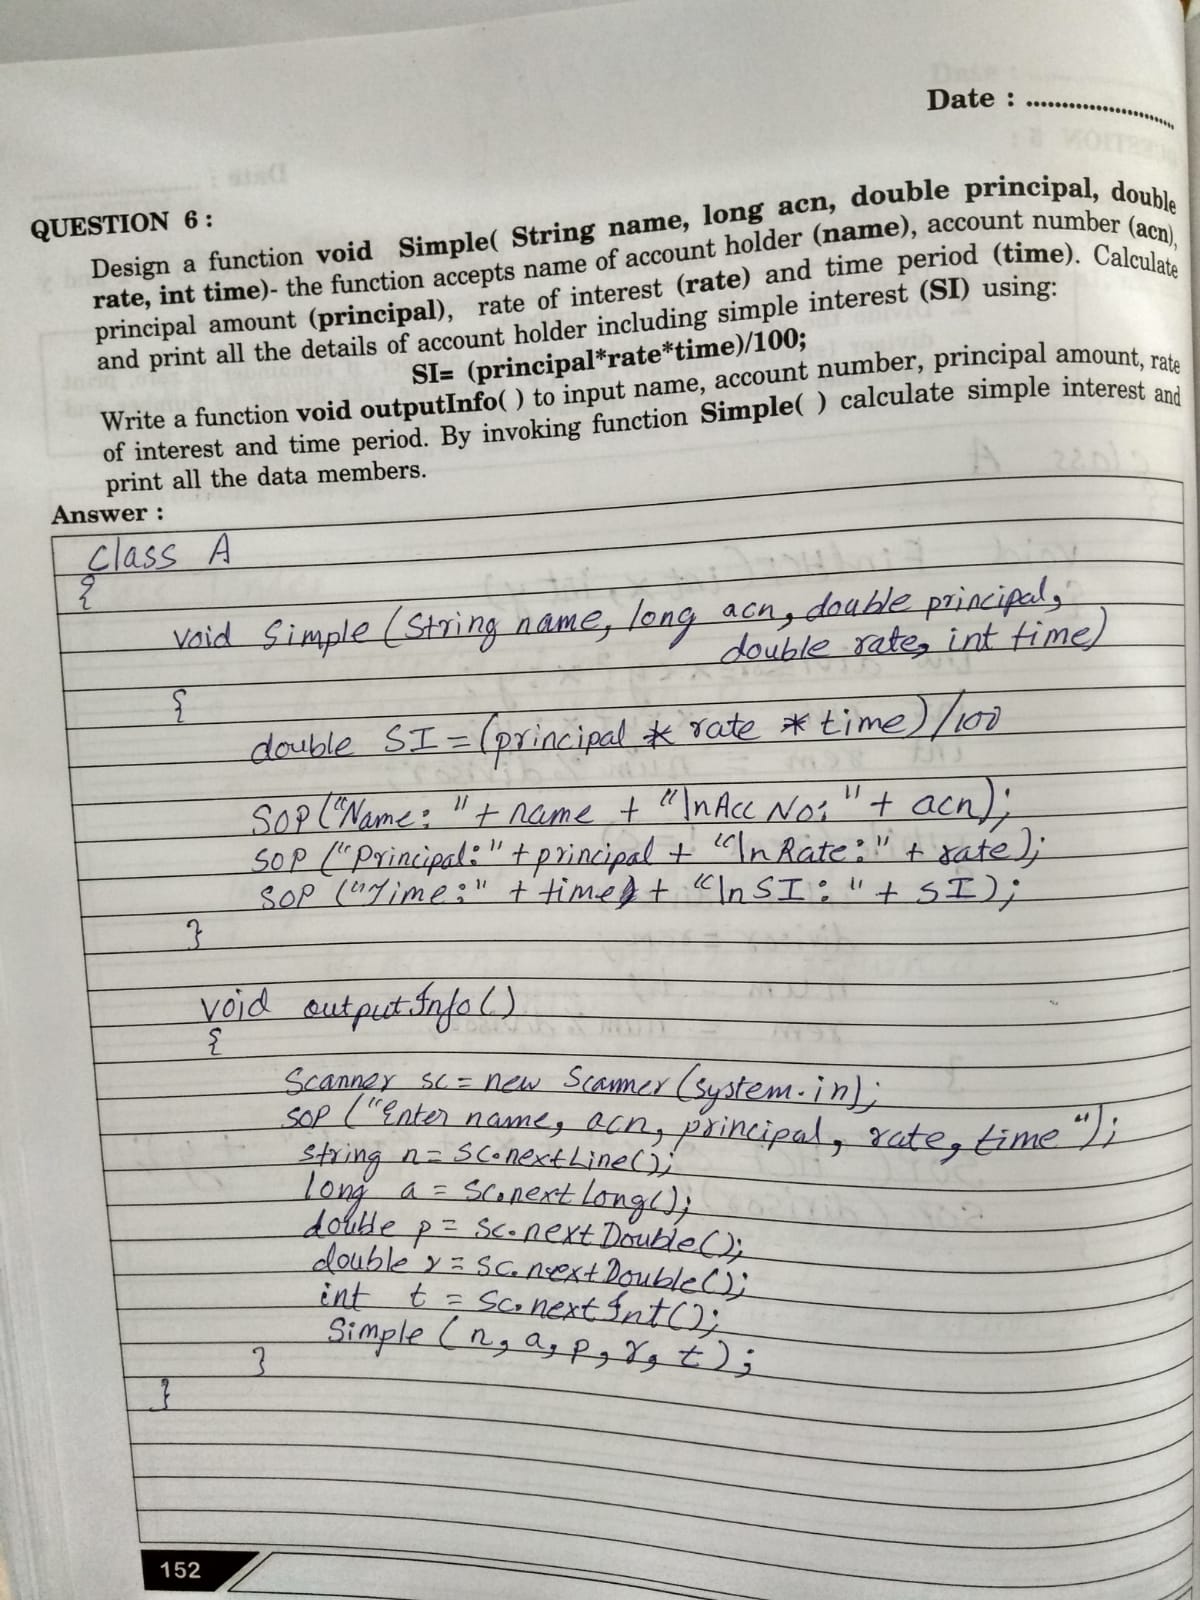 Date : ............................
QUESTION 6 :
Design a function void Simple( String name, long acn, double principal, double
rate, int time)- the function accepts name of account holder (name), account number (acn),
principal amount (principal), rate of interest (rate) and time period (time). Calculate
and print all the details of account holder including simple interest (SI) using:
SI= (principal*rate*time)/100;
Write a function void outputInfo( ) to input name, account number, principal amount, rate
of interest and time period. By invoking function Simple( ) calculate simple interest and
print all the data members.
Answer :
class A
{
void Simple (String name, long acn, double principal,
double rate, int time)
{
double SI = (principal * rate * time)/100
SOP("Name: " + name + "\nAcc No: " + acn);
SOP ("Principal:" + principal + "\nRate:" + rate);
SOP ("Time:" + time + "\nSI: " + SI);
}
void outputInfo()
{
Scanner sc = new Scanner (system.in);
SOP ("Enter name, acn, principal, rate, time ");
string n = sc.nextLine();
long a = sc.nextLong();
double p = sc.nextDouble();
double r = sc.nextDouble();
int t = sc.nextInt();
Simple (n, a, p, r, t);
}
}
152